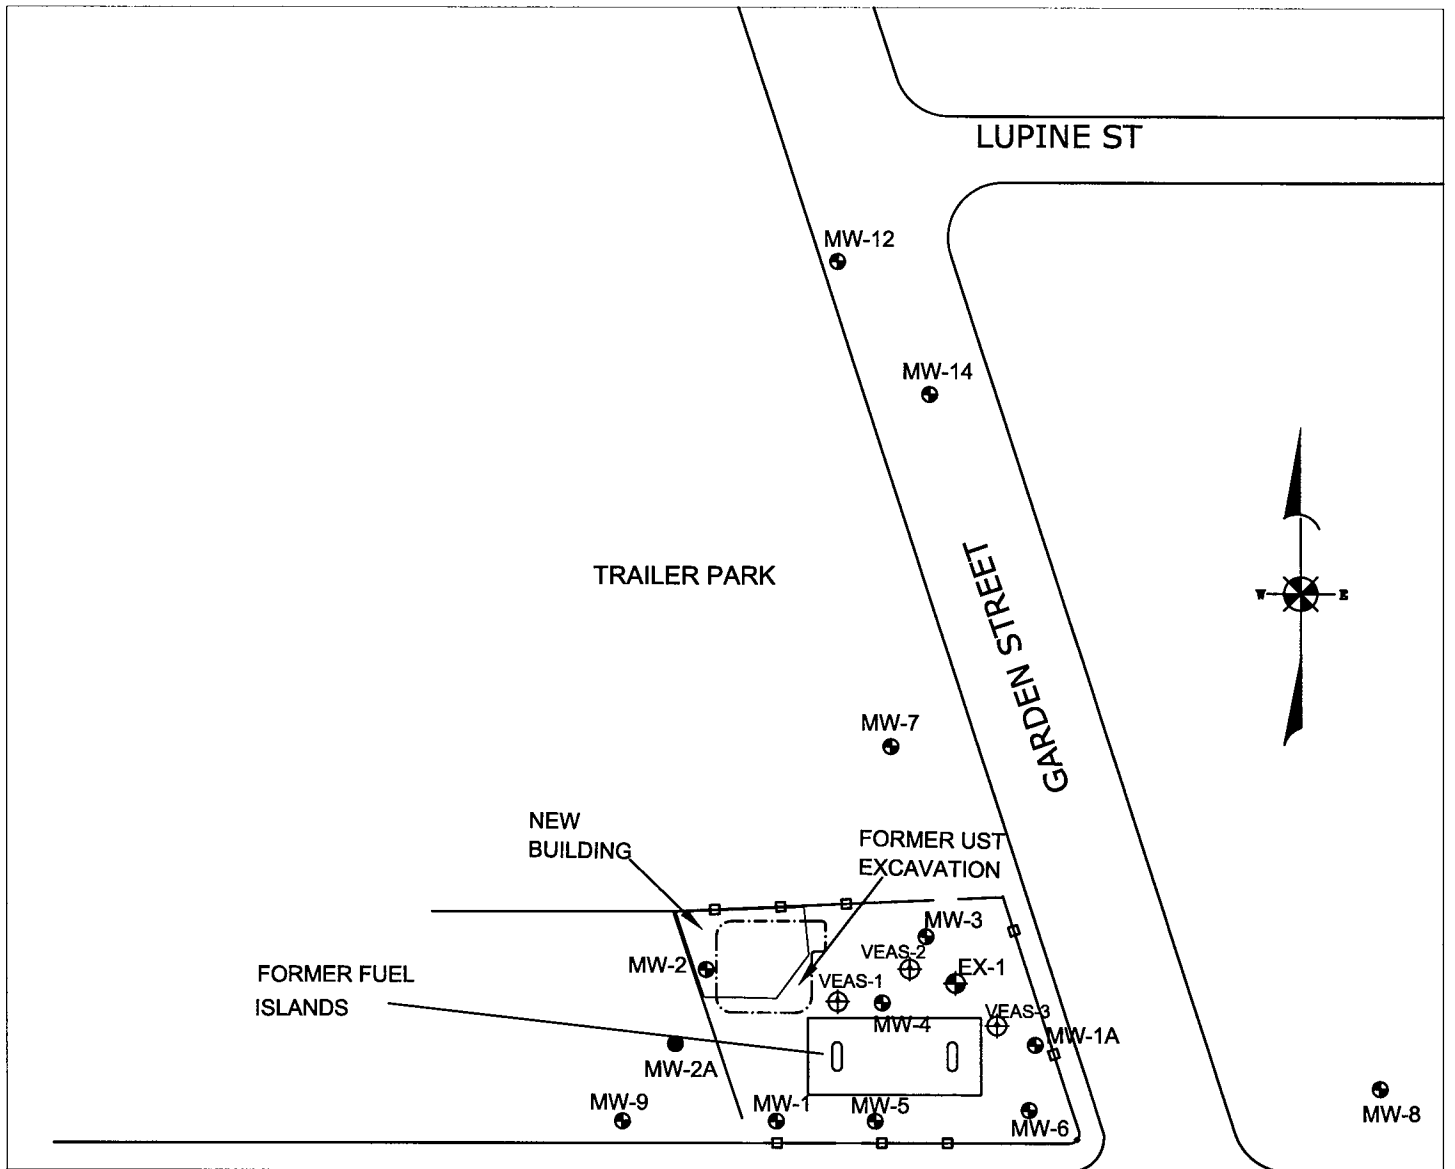 LUPINE ST
MW-12
MW-14
GARDEN STREET
TRAILER PARK
W
E
MW-7
NEW
BUILDING
FORMER UST
EXCAVATION
MW-3
VEAS-2
MW-2
EX-1
FORMER FUEL
ISLANDS
VEAS-1
VEAS-3
MW-4
MW-1A
MW-2A
MW-9
MW-1
MW-5
MW-6
MW-8